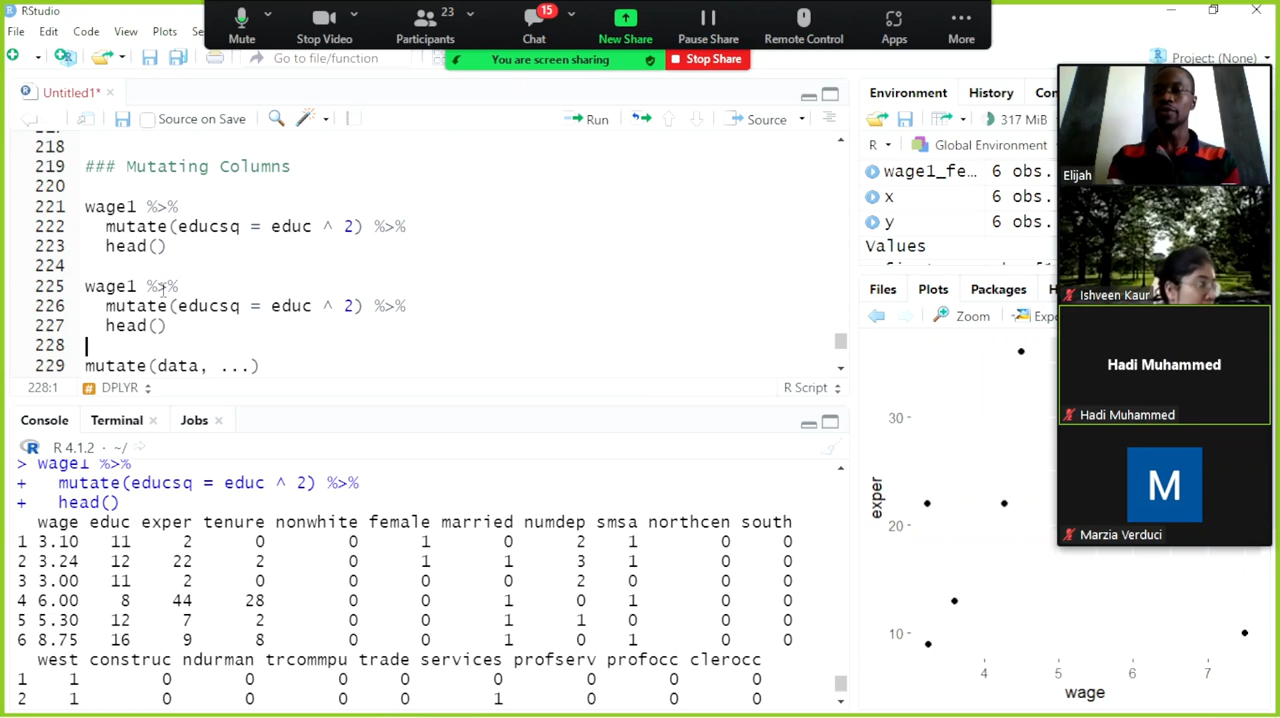 RStudio
File Edit Code View Plots
Mute
Stop Video
23
Participants
15
Chat
New Share
Pause Share
Remote Control
Apps
More
You are screen sharing
Stop Share
Go to file/function
Project: (None)
Untitled1*
Source on Save
Run
Source
218
219 ### Mutating Columns
220
221 wage1 %>%
222 mutate(educsq = educ ^ 2) %>%
223 head()
224
225 wage1 %>%
226 mutate(educsq = educ ^ 2) %>%
227 head()
228
229 mutate(data, ...)
228:1 DPLYR R Script
Console Terminal Jobs
R 4.1.2 · ~/
> wage1 %>%
+ mutate(educsq = educ ^ 2) %>%
+ head()
wage educ exper tenure nonwhite female married numdep smsa northcen south
1 3.10 11 2 0 0 1 0 2 1 0 0
2 3.24 12 22 2 0 1 1 3 1 0 0
3 3.00 11 2 0 0 0 0 2 0 0 0
4 6.00 8 44 28 0 0 1 0 1 0 0
5 5.30 12 7 2 0 0 1 1 0 0 0
6 8.75 16 9 8 0 0 1 0 1 0 0
west construc ndurman trcommpu trade services profserv profocc clerocc
1 1 0 0 0 0 0 0 0 0
2 1 0 0 0 0 1 0 0 0
Environment History
317 MiB
R Global Environment
wage1_fe… 6 obs.
x 6 obs.
y 6 obs.
Values
Files Plots Packages
Zoom
exper
30
20
10
4 5 6 7
wage
Elijah
Ishveen Kaur
Hadi Muhammed
Hadi Muhammed
M
Marzia Verduci